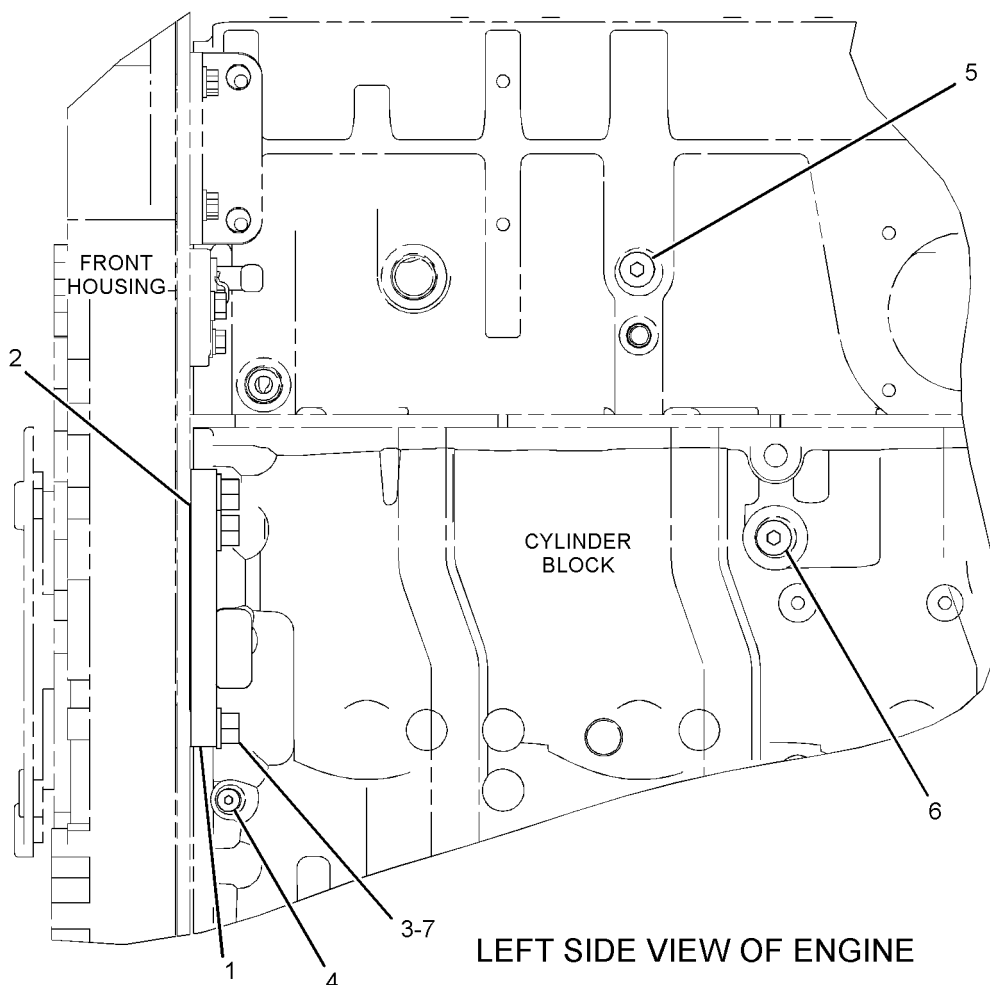 5
FRONT
HOUSING
2
CYLINDER
BLOCK
6
3-7
LEFT SIDE VIEW OF ENGINE
1
4